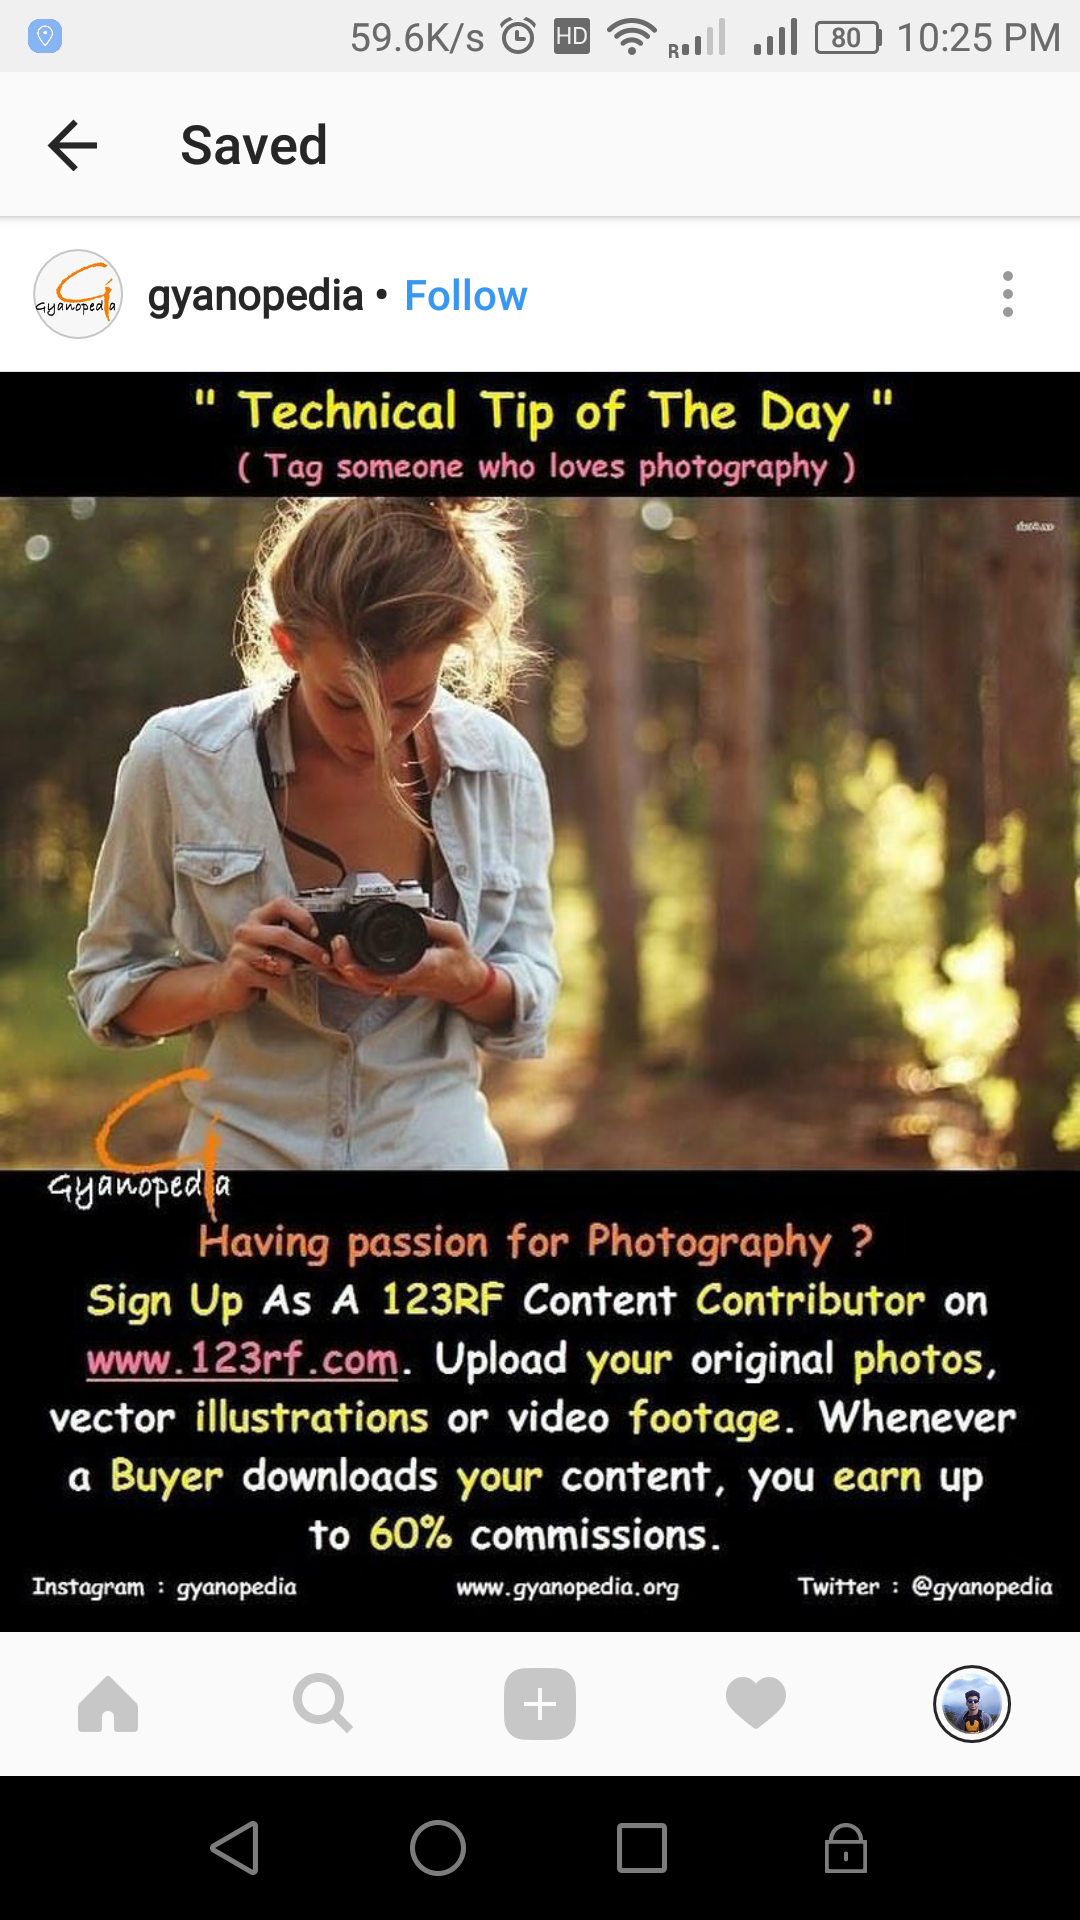 59.6K/s HD R 80 10:25 PM
Saved
Gyanopedia
gyanopedia • Follow
" Technical Tip of The Day "
( Tag someone who loves photography )
MINOLTA
Gyanopedia
Having passion for Photography ?
Sign Up As A 123RF Content Contributor on
www.123rf.com. Upload your original photos,
vector illustrations or video footage. Whenever
a Buyer downloads your content, you earn up
to 60% commissions.
Instagram : gyanopedia www.gyanopedia.org Twitter : @gyanopedia